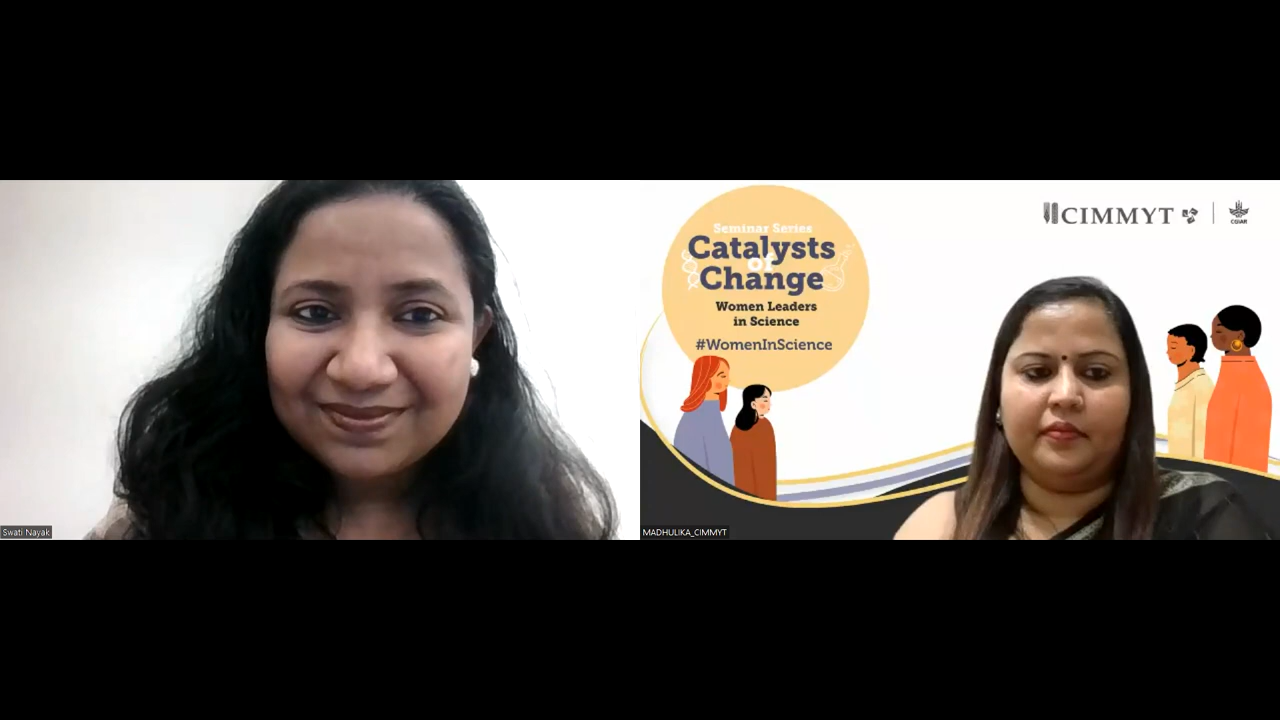 Seminar Series
Catalysts
of
Change
Women Leaders
in Science
#WomenInScience
CIMMYT
CGIAR
Swati Nayak
MADHULIKA_CIMMYT